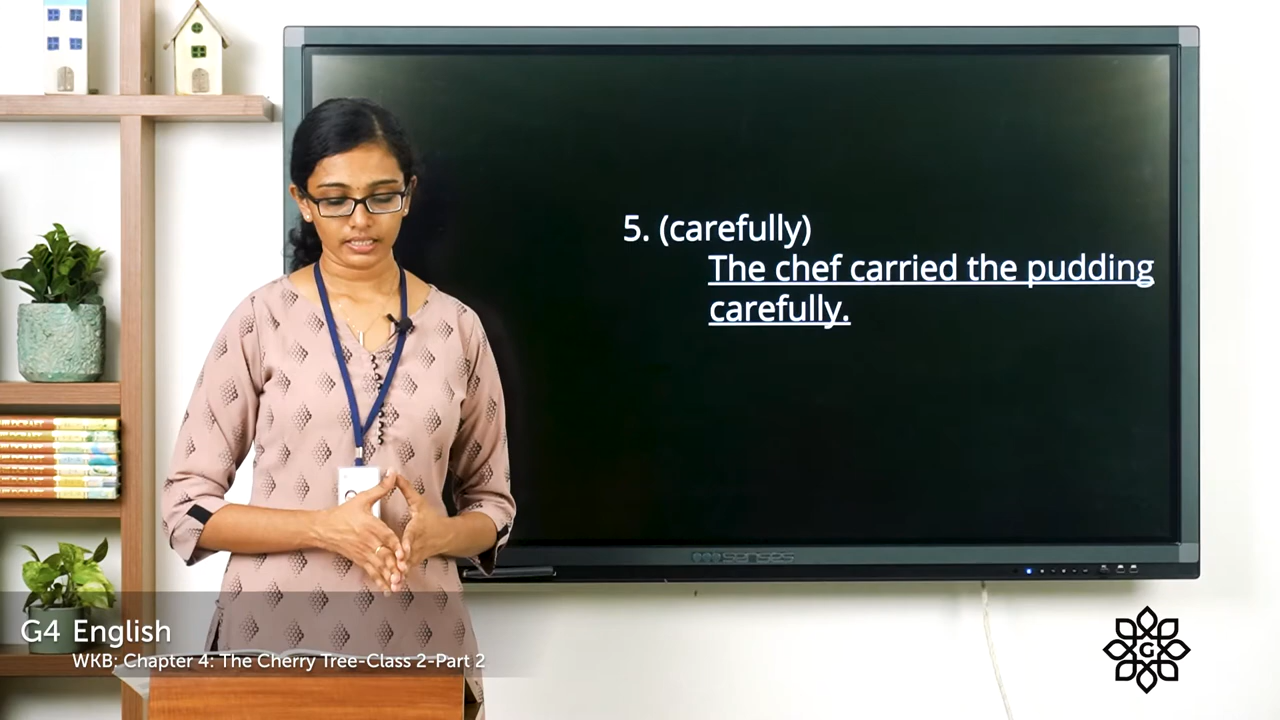 5. (carefully)
The chef carried the pudding
carefully.
G4 English
WKB; Chapter 4: The Cherry Tree-Class 2-Part 2
G